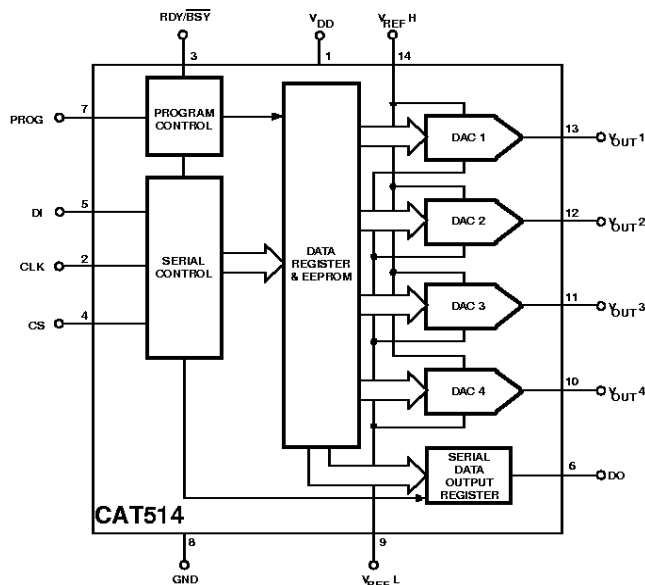 RDY/BSY
VDD
VREFH
3
1
14
PROG
7
PROGRAM
CONTROL
DAC 1
13
VOUT1
DI
5
DAC 2
12
VOUT2
CLK
2
SERIAL
CONTROL
DATA
REGISTER
& EEPROM
DAC 3
11
VOUT3
CS
4
DAC 4
10
VOUT4
SERIAL
DATA
OUTPUT
REGISTER
6
DO
CAT514
8
9
GND
VREFL